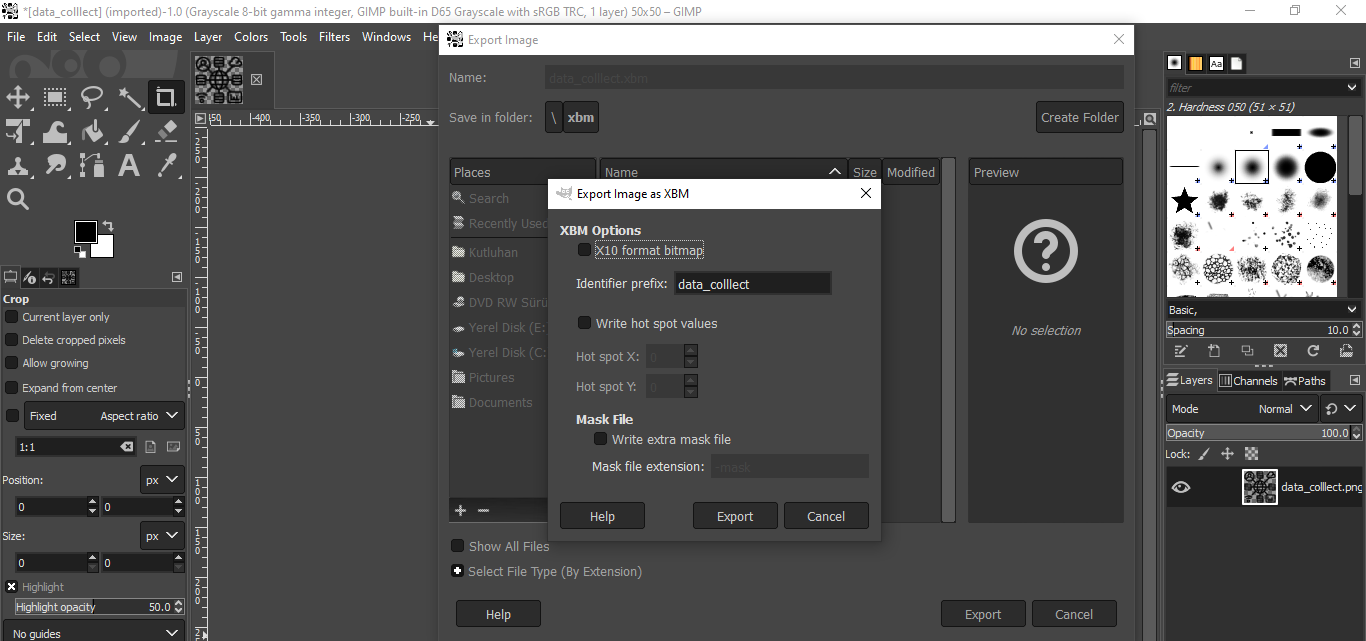 *[data_colllect] (imported)-1.0 (Grayscale 8-bit gamma integer, GIMP built-in D65 Grayscale with sRGB TRC, 1 layer) 50x50 – GIMP
File Edit Select View Image Layer Colors Tools Filters Windows He
Export Image
Name: data_colllect.xbm
Save in folder: \ xbm Create Folder
-400 -350 -300 -250
Places Name Size Modified Preview
Search
Recently Used
Kutluhan
Desktop
DVD RW Sürü
Yerel Disk (E:
Yerel Disk (C:
Pictures
Documents
No selection
Export Image as XBM
XBM Options
X10 format bitmap
Identifier prefix: data_colllect
Write hot spot values
Hot spot X: 0
Hot spot Y: 0
Mask File
Write extra mask file
Mask file extension: -mask
Help Export Cancel
Show All Files
Select File Type (By Extension)
Help Export Cancel
Crop
Current layer only
Delete cropped pixels
Allow growing
Expand from center
Fixed Aspect ratio
1:1
Position: px
0 0
Size: px
0 0
Highlight
Highlight opacity 50.0
No guides
Aa
filter
2. Hardness 050 (51 × 51)
Basic,
Spacing 10.0
Layers Channels Paths
Mode Normal
Opacity 100.0
Lock:
data_colllect.png